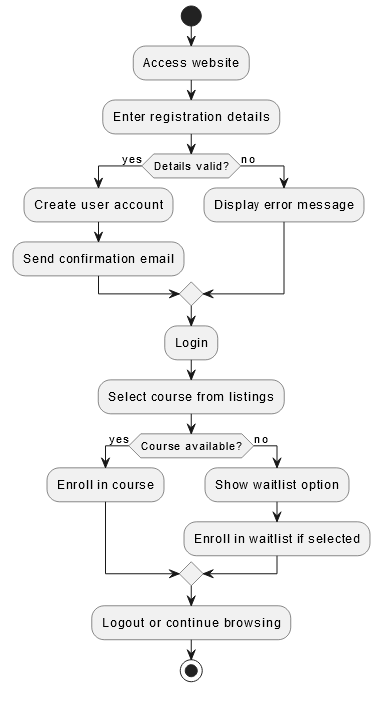 Access website
Enter registration details
yes
Details valid?
no
Create user account
Display error message
Send confirmation email
Login
Select course from listings
yes
Course available?
no
Enroll in course
Show waitlist option
Enroll in waitlist if selected
Logout or continue browsing